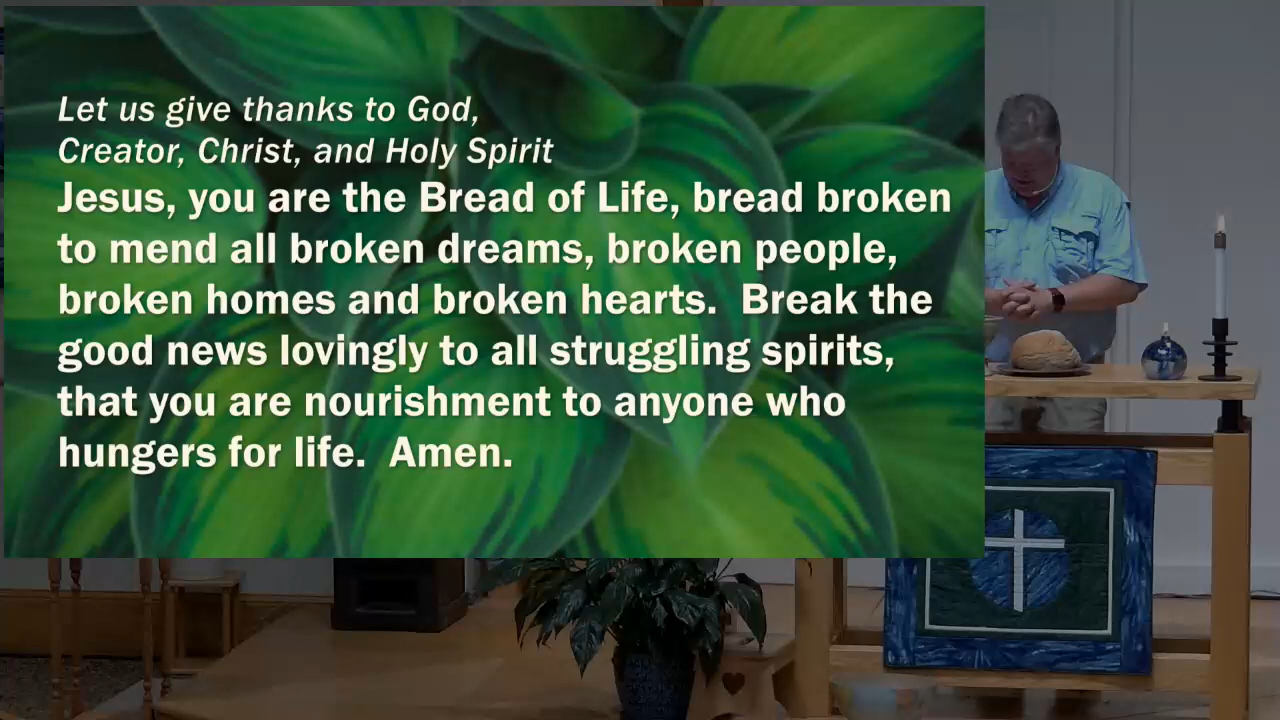 Let us give thanks to God,
Creator, Christ, and Holy Spirit
Jesus, you are the Bread of Life, bread broken
to mend all broken dreams, broken people,
broken homes and broken hearts.  Break the
good news lovingly to all struggling spirits,
that you are nourishment to anyone who
hungers for life.  Amen.